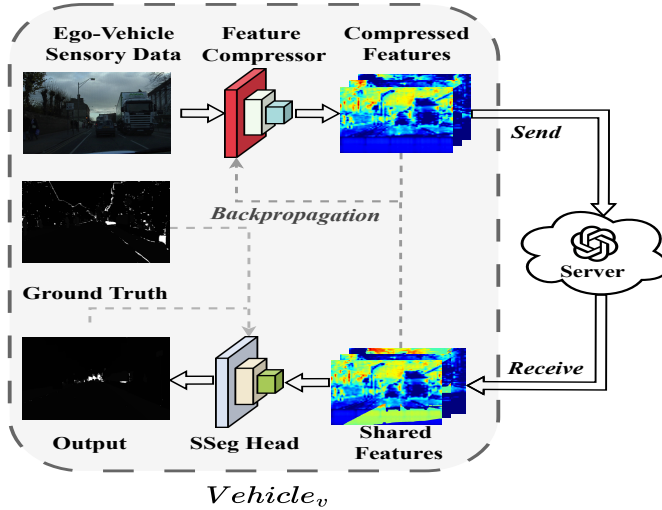 Ego-Vehicle
Sensory Data
Feature
Compressor
Compressed
Features
Send
Backpropagation
Server
Ground Truth
Receive
Output
SSeg Head
Shared
Features
Vehicle_v